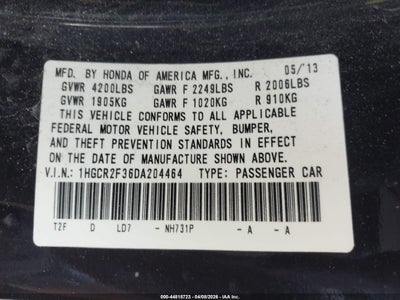 MFD. BY HONDA OF AMERICA MFG., INC. 05/13
GVWR 4200LBS GAWR F 2249LBS R 2006LBS
GVWR 1905KG GAWR F 1020KG R 910KG
THIS VEHICLE CONFORMS TO ALL APPLICABLE
FEDERAL MOTOR VEHICLE SAFETY, BUMPER,
AND THEFT PREVENTION STANDARDS IN EFFECT
ON THE DATE OF MANUFACTURE SHOWN ABOVE.
V.I.N.: 1HGCR2F36DA204464 TYPE: PASSENGER CAR
T2F D LD7 - NH731P - A - A
000-44818723 - 04/09/2026 - IAA Inc.